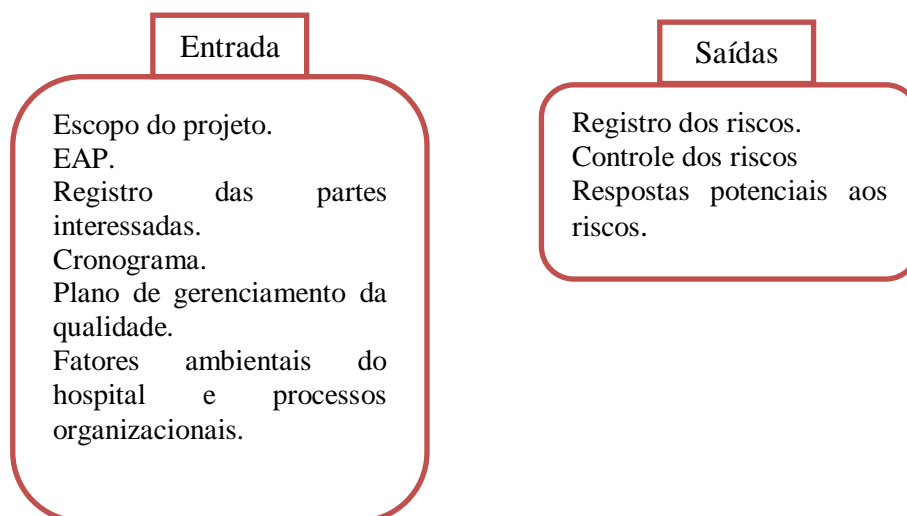 Entrada
Escopo do projeto.
EAP.
Registro das partes
interessadas.
Cronograma.
Plano de gerenciamento da
qualidade.
Fatores ambientais do
hospital e processos
organizacionais.
Saídas
Registro dos riscos.
Controle dos riscos
Respostas potenciais aos
riscos.